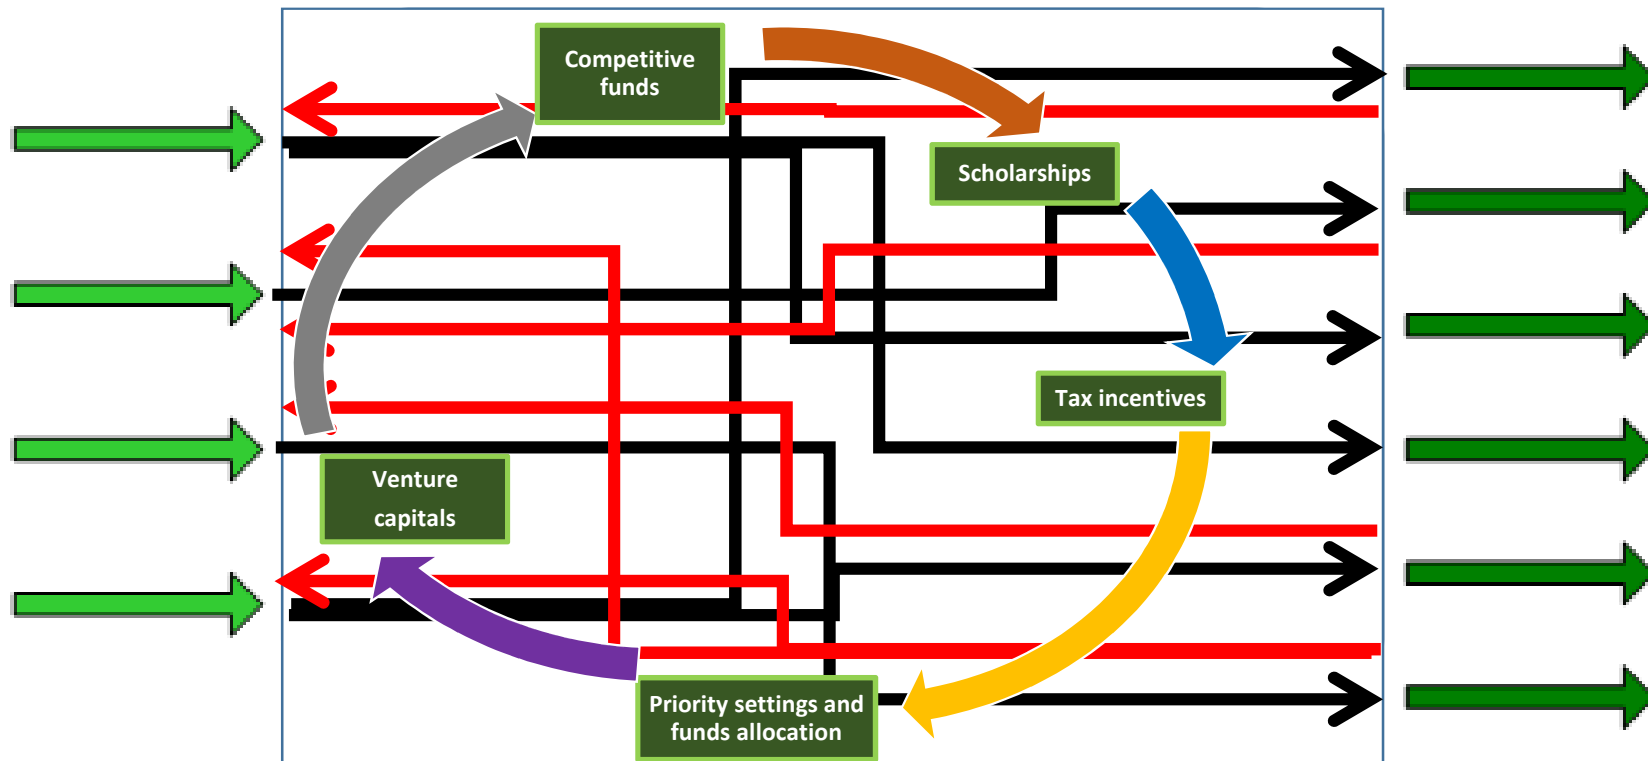 Competitive
funds
Scholarships
Tax incentives
Venture
capitals
Priority settings and
funds allocation